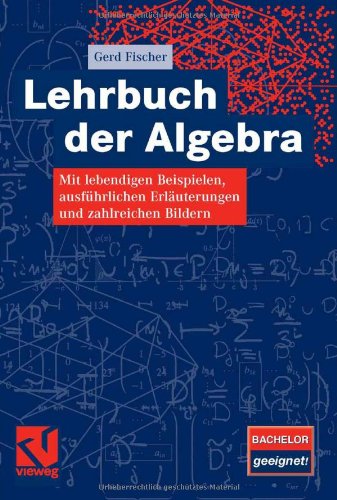 Urheberrechtlich geschütztes Material
Gerd Fischer
Lehrbuch
der Algebra
Mit lebendigen Beispielen,
ausführlichen Erläuterungen
und zahlreichen Bildern
vieweg
BACHELOR
geeignet!
Urheberrechtlich geschütztes Material